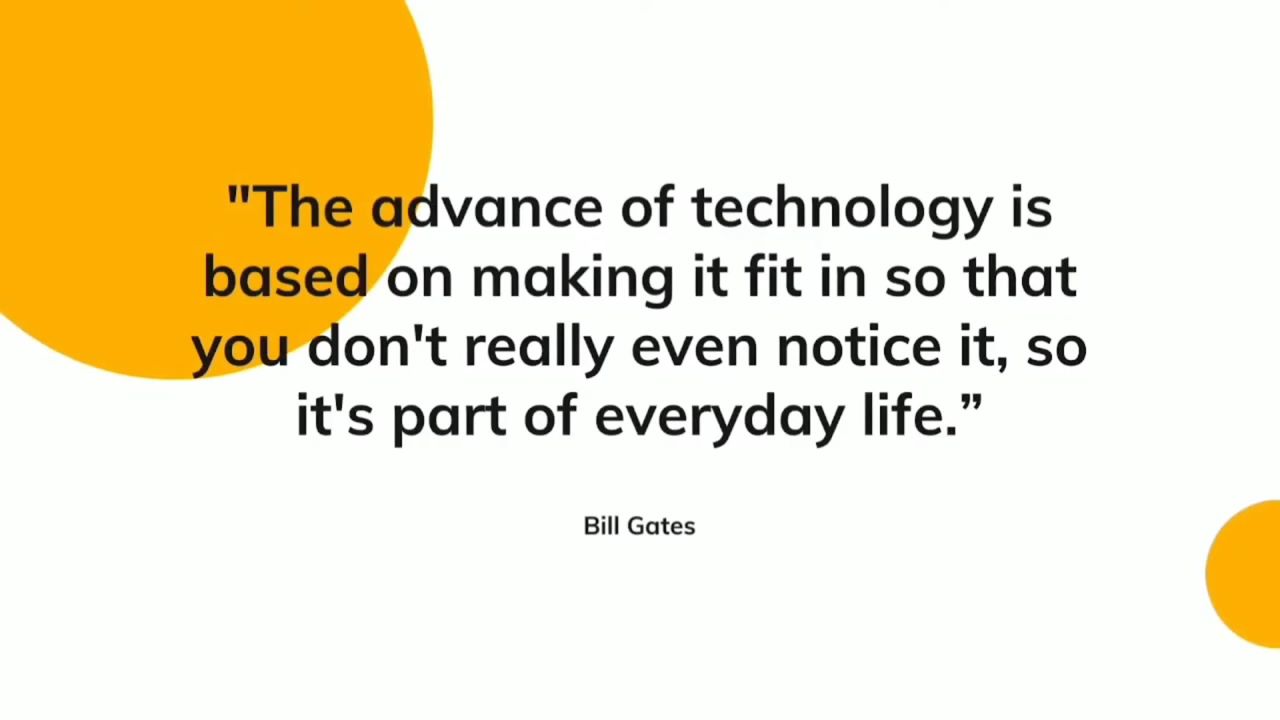 "The advance of technology is
based on making it fit in so that
you don't really even notice it, so
it's part of everyday life.”
Bill Gates